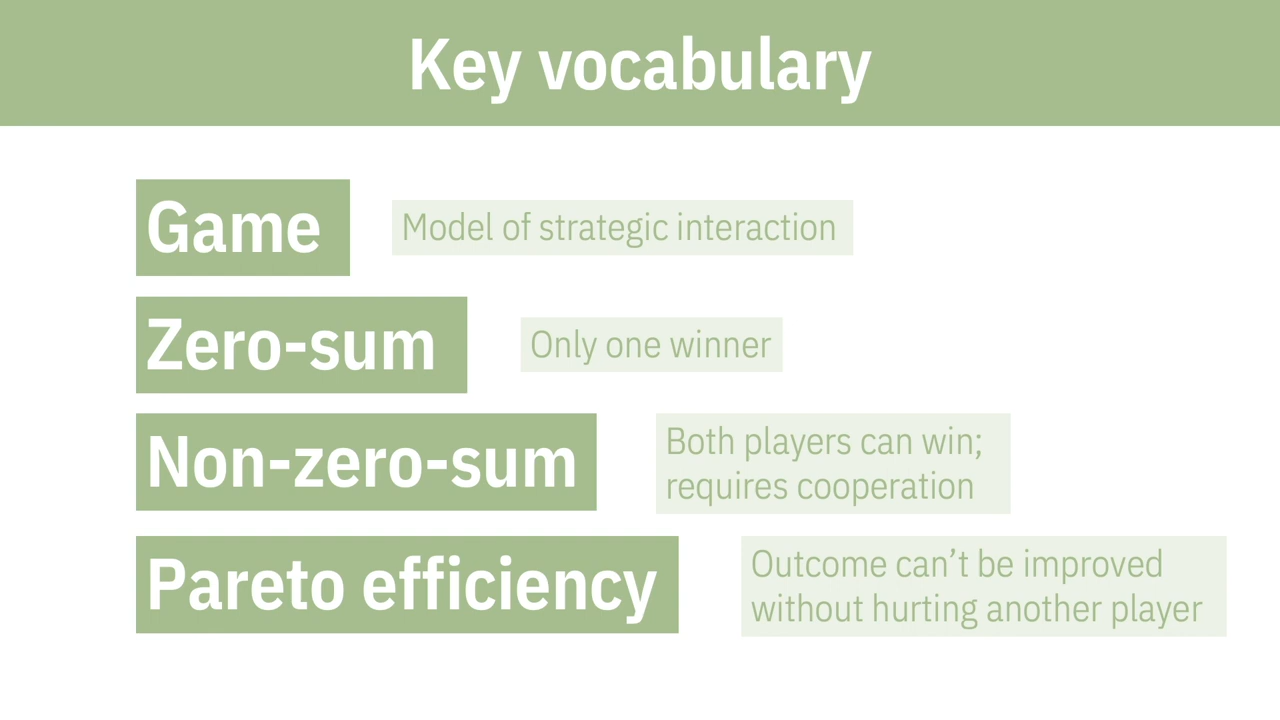 Key vocabulary
Game
Model of strategic interaction
Zero-sum
Only one winner
Non-zero-sum
Both players can win;
requires cooperation
Pareto efficiency
Outcome can’t be improved
without hurting another player